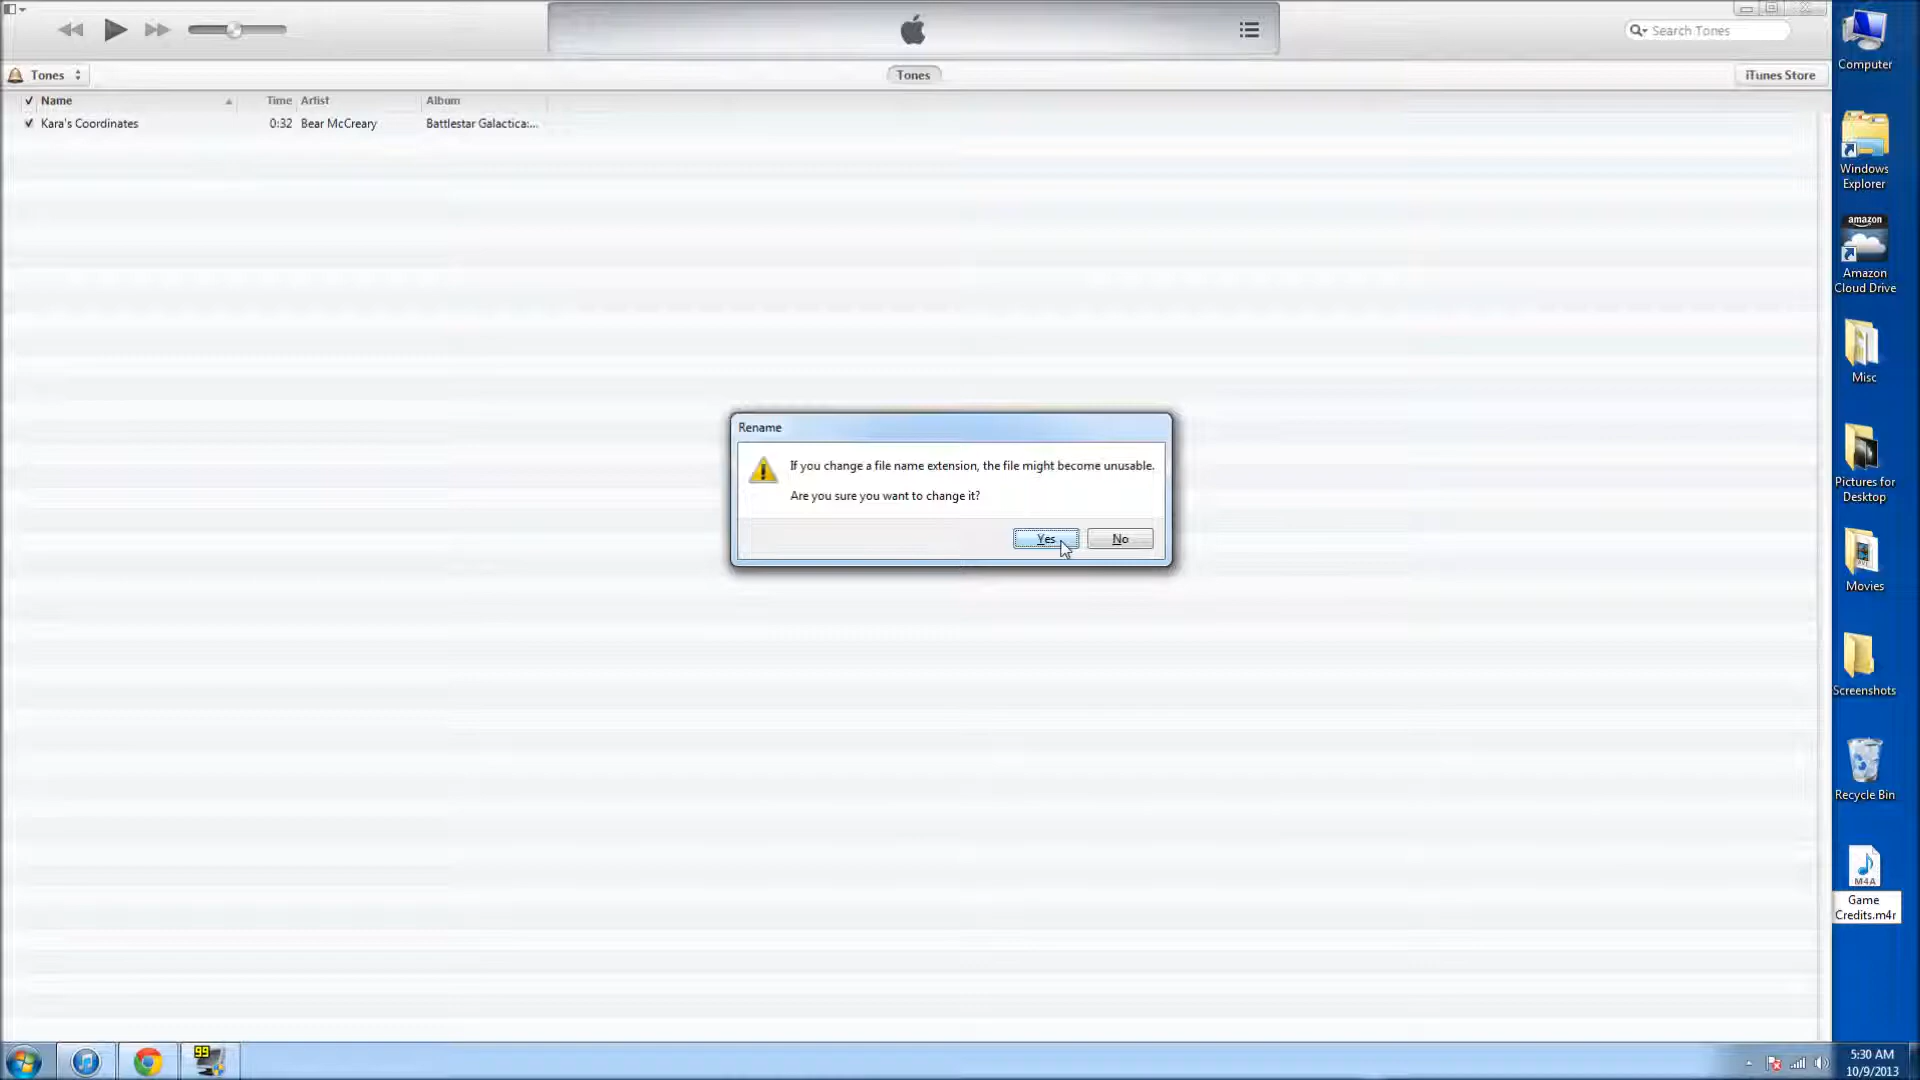 Search Tones
Tones
Tones
iTunes Store
Name Time Artist Album
Kara's Coordinates 0:32 Bear McCreary Battlestar Galactica:...
Rename
If you change a file name extension, the file might become unusable.
Are you sure you want to change it?
Yes No
Computer
Windows
Explorer
amazon
Amazon
Cloud Drive
Misc
Pictures for
Desktop
Movies
Screenshots
Recycle Bin
M4A
Game
Credits.m4r
99
5:30 AM
10/9/2013